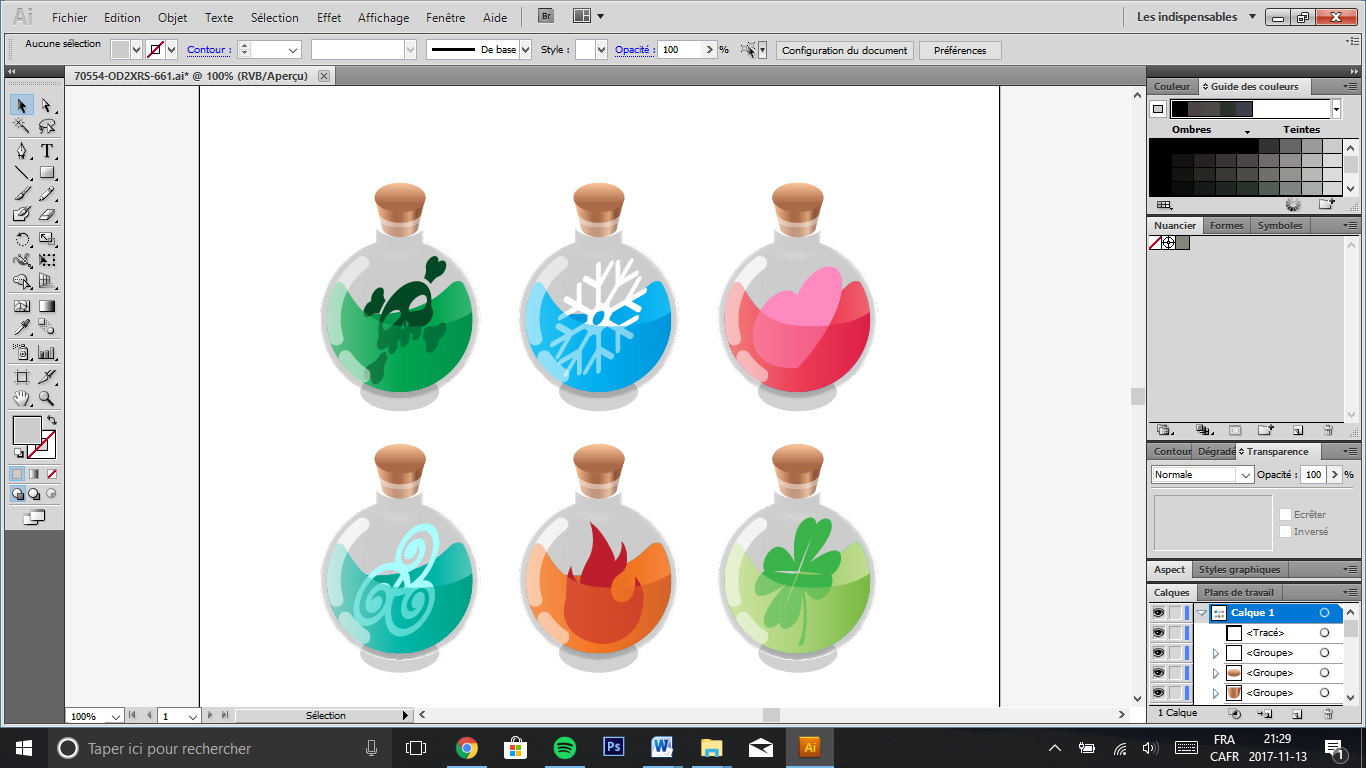 Ai Fichier Edition Objet Texte Sélection Effet Affichage Fenêtre Aide Br Les indispensables
Aucune sélection Contour : De base Style : Opacité : 100 % Configuration du document Préférences
70554-OD2XRS-661.ai* @ 100% (RVB/Aperçu)
Couleur Guide des couleurs
Ombres Teintes
Nuancier Formes Symboles
Contour Dégradé Transparence
Normale Opacité : 100 %
Ecrêter
Inversé
Aspect Styles graphiques
Calques Plans de travail
Calque 1
<Tracé>
<Groupe>
<Groupe>
<Groupe>
1 Calque
100% 1 Sélection
Taper ici pour rechercher
Ps
W
Ai
FRA
CAFR
21:29
2017-11-13
1
T